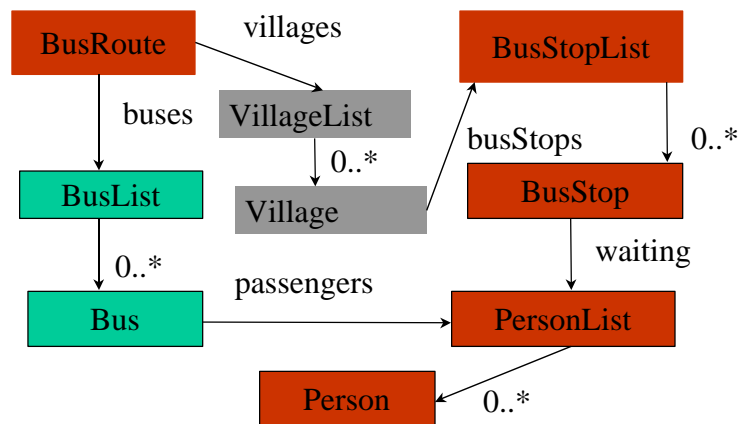 villages
BusRoute
BusStopList
buses
VillageList
busStops
0..*
0..*
BusList
Village
BusStop
0..*
waiting
passengers
Bus
PersonList
Person
0..*